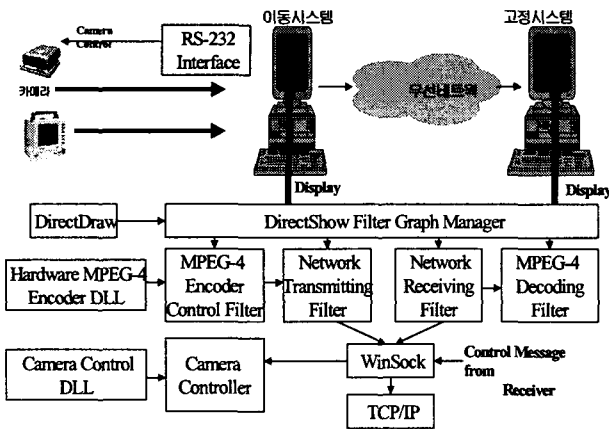 이동시스템
고정시스템
Camera
Control
RS-232
Interface
카메라
무선네트웍
Display
Display
DirectDraw
DirectShow Filter Graph Manager
Hardware MPEG-4
Encoder DLL
MPEG-4
Encoder
Control Filter
Network
Transmitting
Filter
Network
Receiving
Filter
MPEG-4
Decoding
Filter
Camera Control
DLL
Camera
Controller
WinSock
Control Message
from
Receiver
TCP/IP